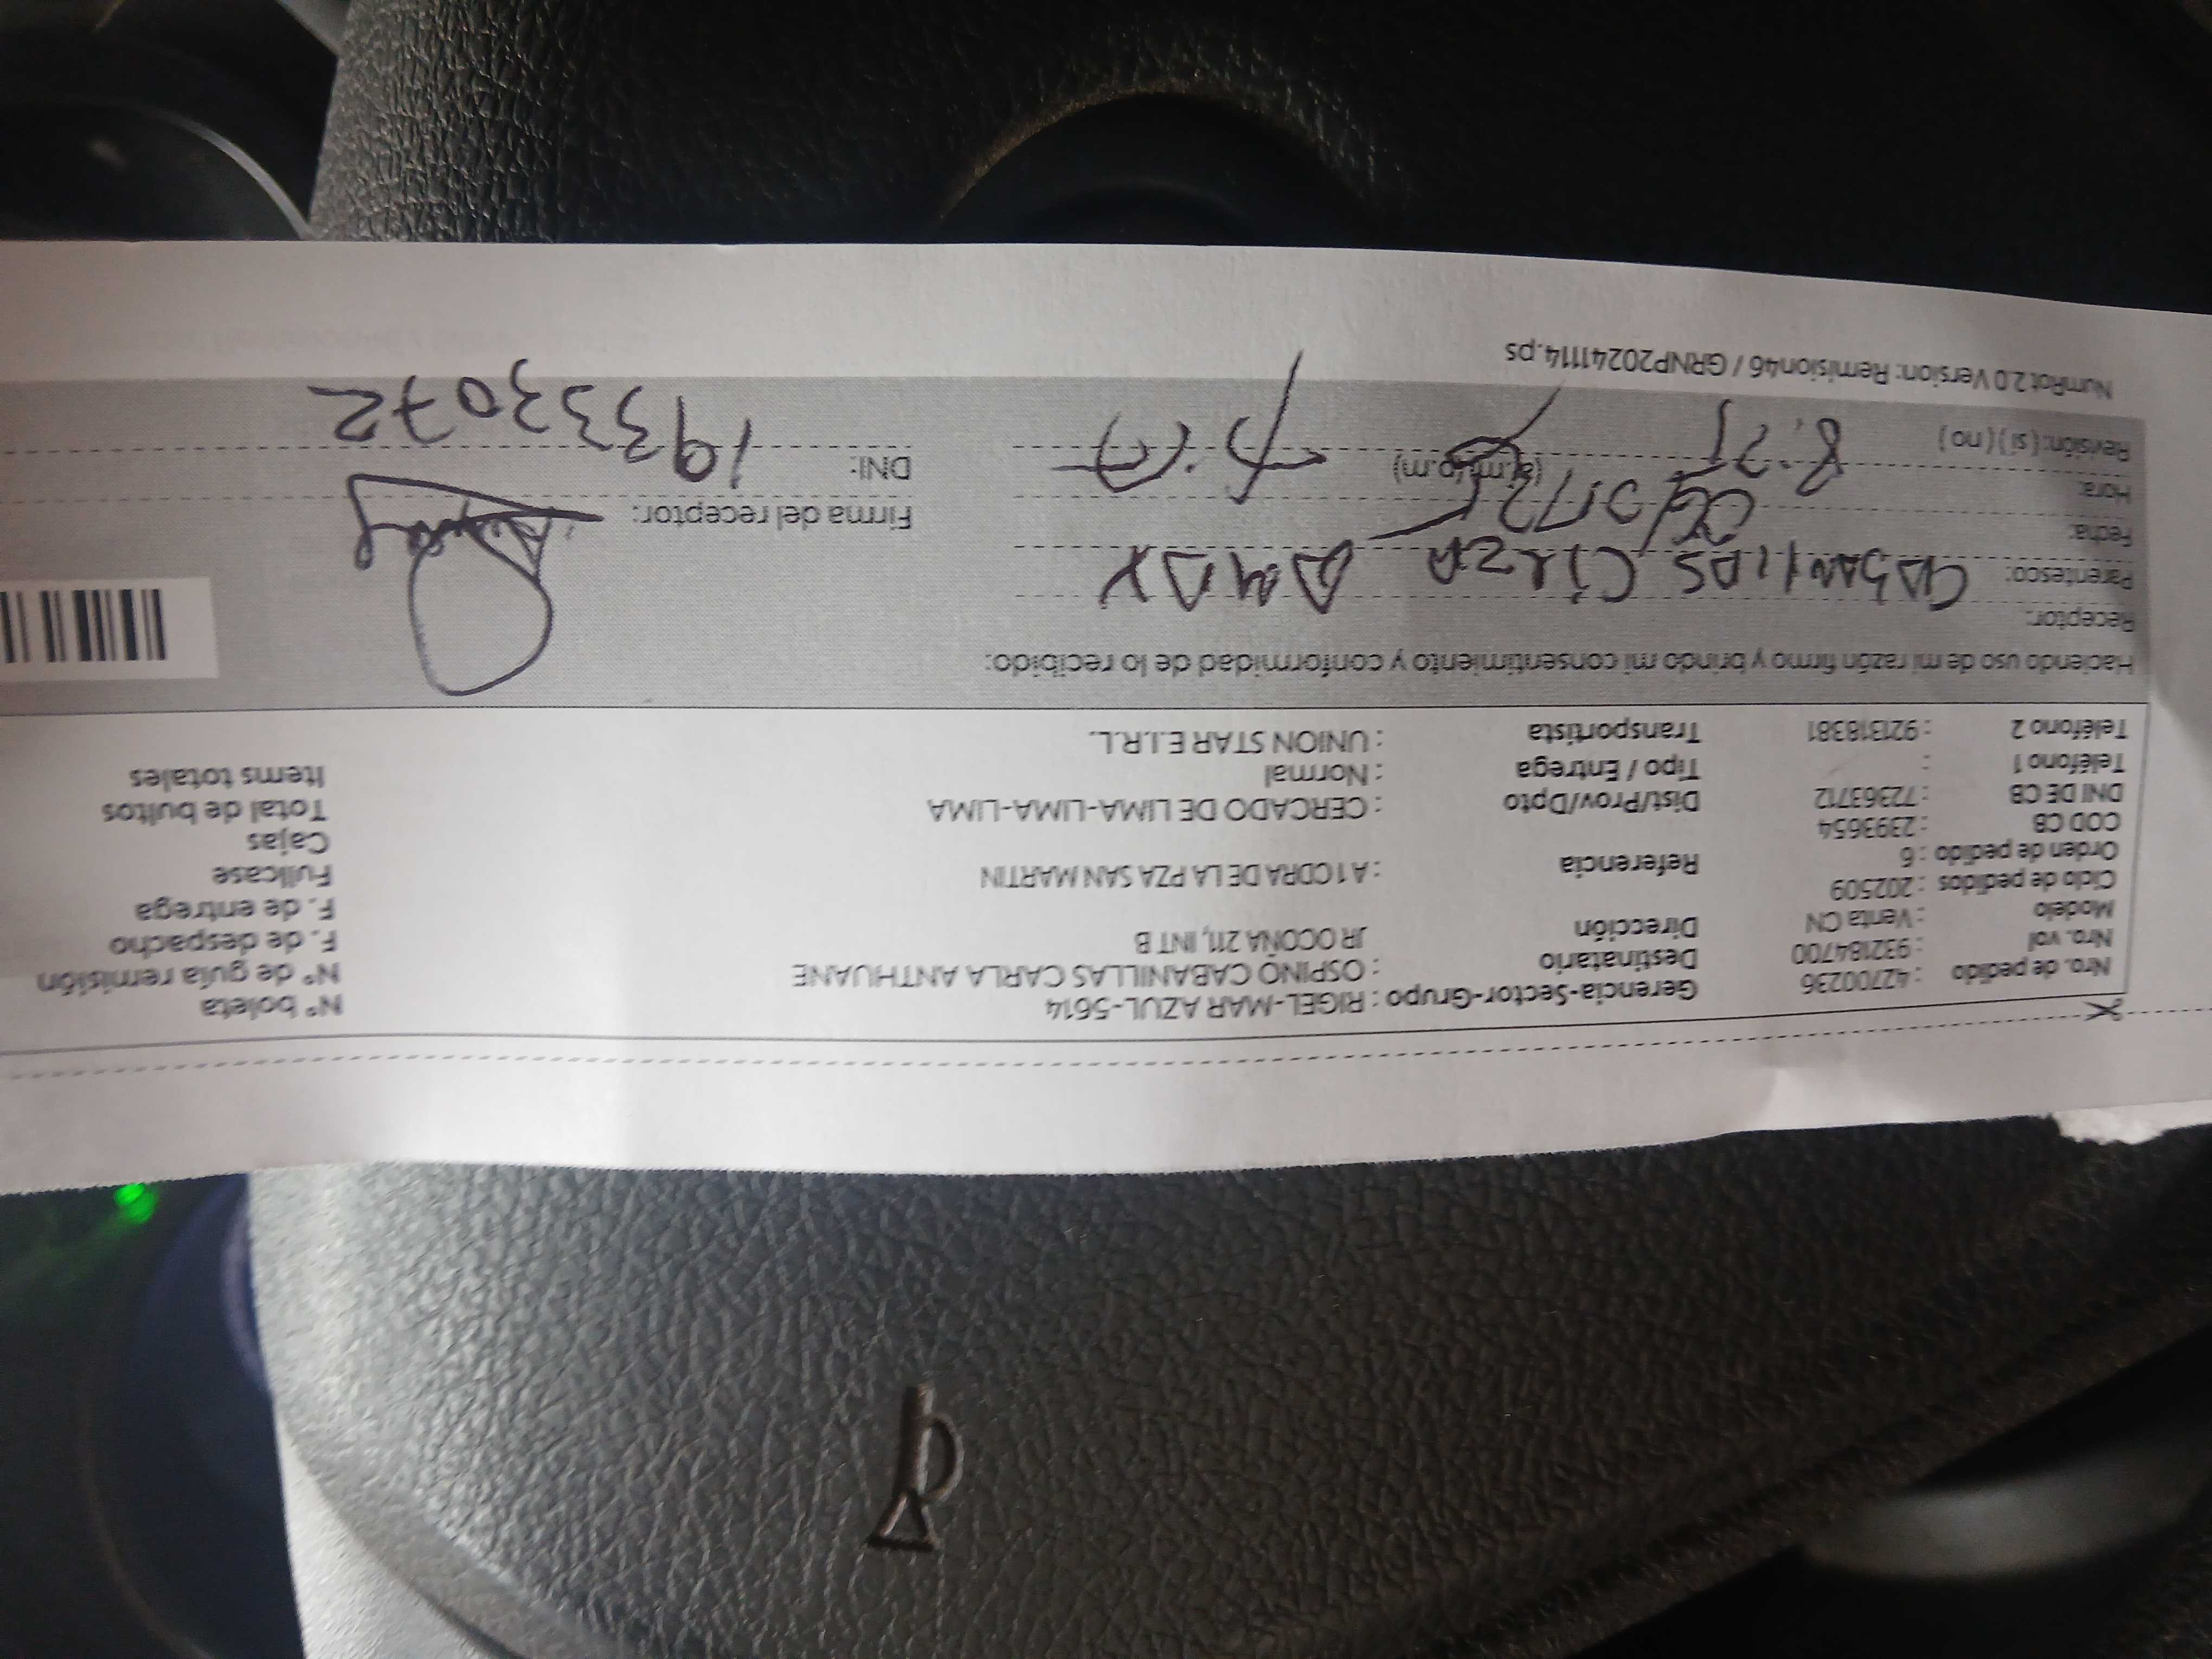 Nro. de pedido : 42700236 Gerencia-Sector-Grupo : RIGEL-MAR AZUL-5614 N° boleta
Nro. vol : 932184700 Destinatario : OSPINO CABANILLAS CARLA ANTHUANE N° de guía remisión
Modelo : Venta CN Dirección JR OCOÑA 211, INT B F. de despacho
Ciclo de pedidos : 202509 F. de entrega
Orden de pedido : 6 Referencia : A 1 CDRA DE LA PZA SAN MARTIN Fullcase
COD CB : 2393654 Cajas
DNI DE CB : 72363712 Dist/Prov/Dpto : CERCADO DE LIMA-LIMA-LIMA Total de bultos
Teléfono 1 : Tipo / Entrega : Normal Items totales
Teléfono 2 : 921318381 Transportista : UNION STAR E.I.R.L.
Haciendo uso de mi razón firmo y brindo mi consentimiento y conformidad de lo recibido:
Receptor:
Parentesco:
Fecha: Firma del receptor:
Hora: (a.m/p.m) DNI: 19333072
Revisión: ( si ) ( no )
NumRot 2.0 Version: Remision46 / GRNP20241114.ps